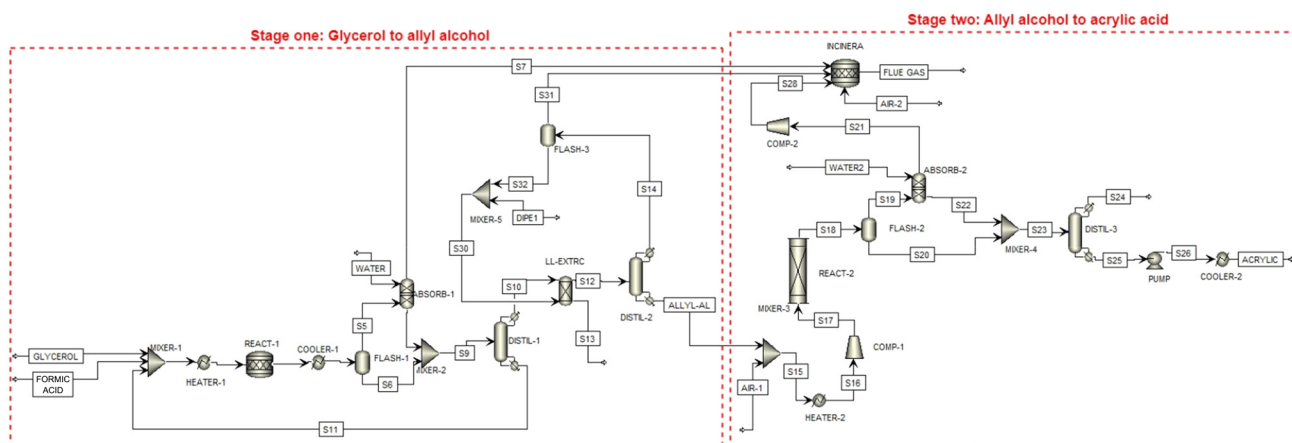 Stage one: Glycerol to allyl alcohol
Stage two: Allyl alcohol to acrylic acid
INCINERA
S7
FLUE GAS
S28
S31
AIR-2
S21
COMP-2
FLASH-3
WATER2
ABSORB-2
S32
S14
S19
S22
S24
MIXER-5
DIPE1
S18
FLASH-2
S23
DISTIL-3
S30
MIXER-4
S20
S26
WATER
LL-EXTRC
S25
ACRYLIC
S10
S12
REACT-2
PUMP
COOLER-2
ABSORB-1
MIXER-3
ALLYL-AL
DISTIL-2
S17
S5
S13
MIXER-1
REACT-1
COOLER-1
S9
DISTIL-1
COMP-1
GLYCEROL
FLASH-1
MIXER-2
HEATER-1
S15
S16
FORMIC
ACID
S6
AIR-1
HEATER-2
S11